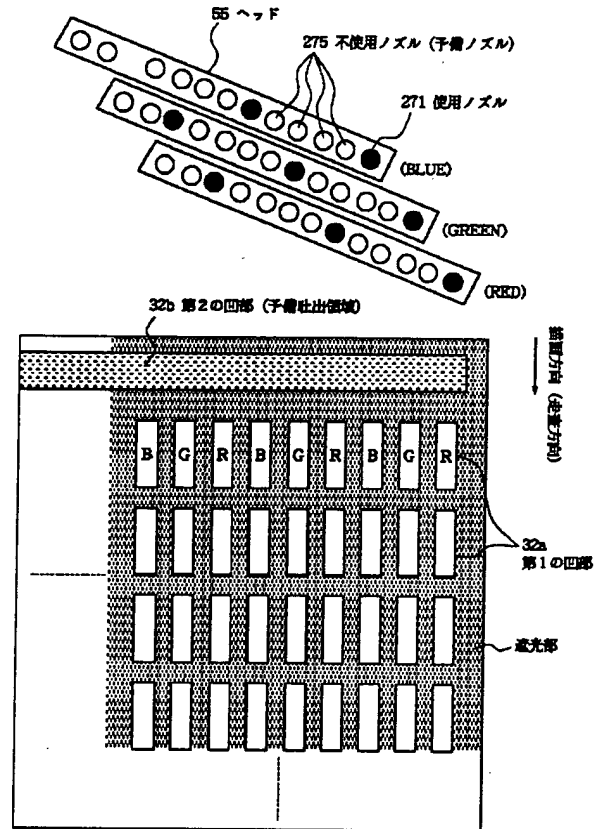 55 ヘッド
275 不使用ノズル (予備ノズル)
271 使用ノズル
(BLUE)
(GREEN)
(RED)
32b 第2の凹部 (予備吐出領域)
描画方向 (走査方向)
B G R B G R B G R
32a
第1の凹部
遮光部